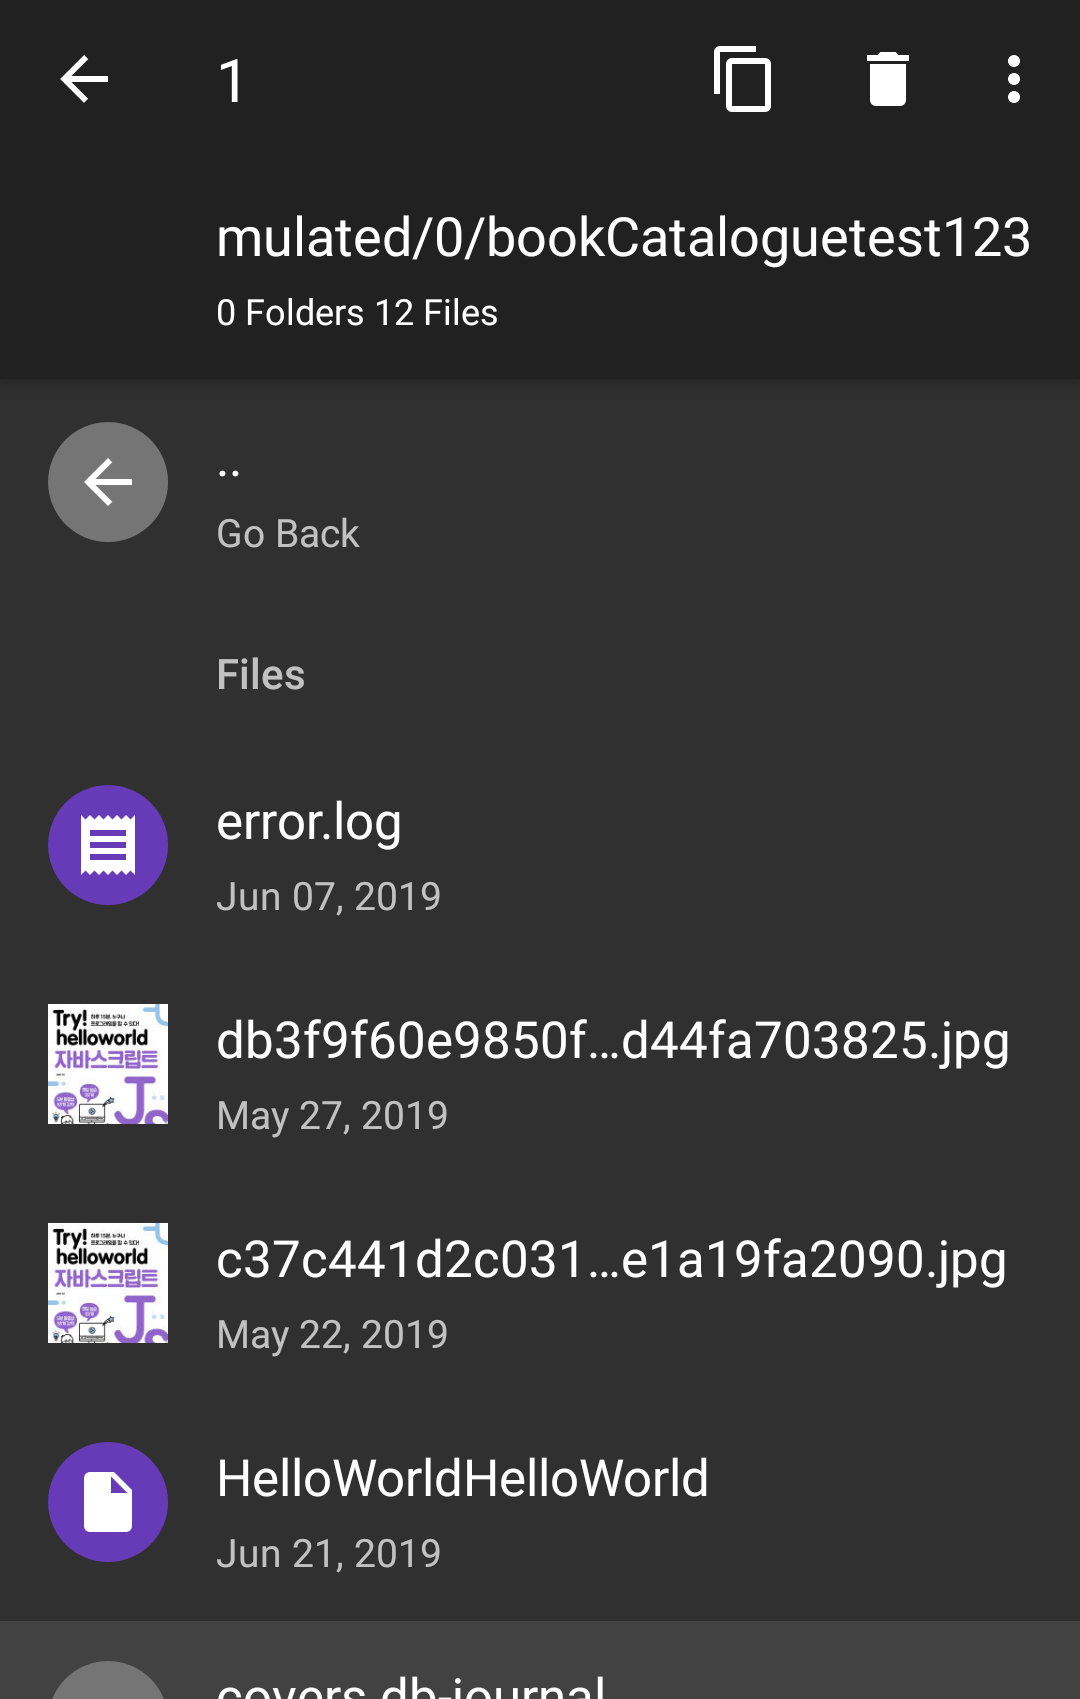 1
mulated/0/bookCataloguetest123
0 Folders 12 Files
..
Go Back
Files
error.log
Jun 07, 2019
Try!
helloworld
자바스크립트
db3f9f60e9850f...d44fa703825.jpg
May 27, 2019
Try!
helloworld
자바스크립트
c37c441d2c031...e1a19fa2090.jpg
May 22, 2019
HelloWorldHelloWorld
Jun 21, 2019
covers.db-journal